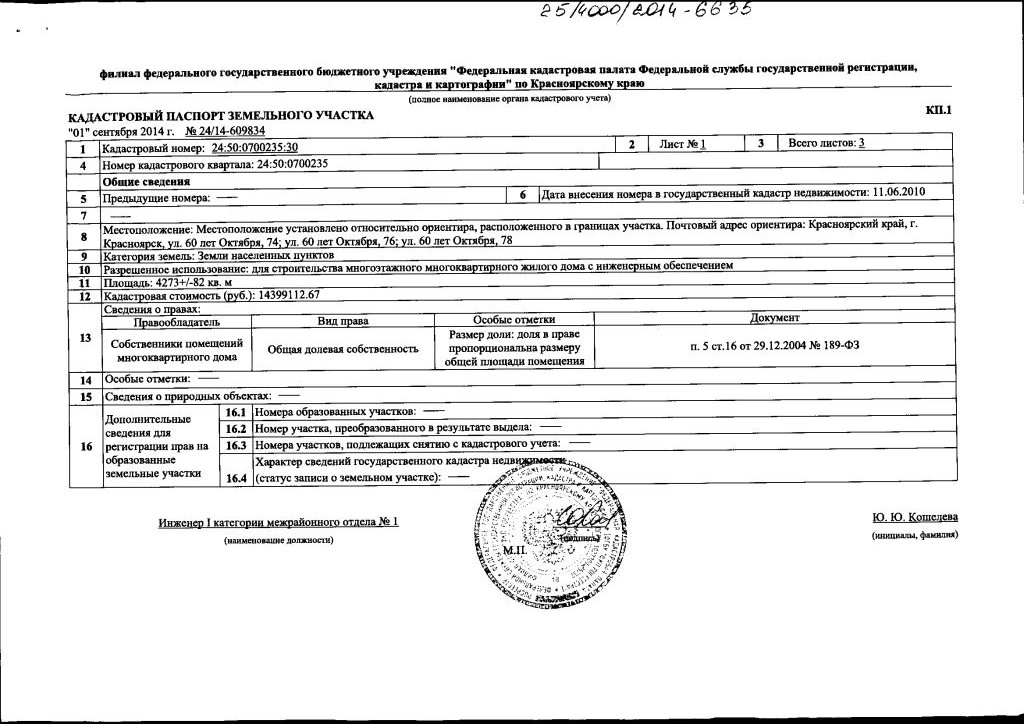 25/4000/2014-6635
филиал федерального государственного бюджетного учреждения "Федеральная кадастровая палата Федеральной службы государственной регистрации,
кадастра и картографии" по Красноярскому краю
(полное наименование органа кадастрового учета)
КАДАСТРОВЫЙ ПАСПОРТ ЗЕМЕЛЬНОГО УЧАСТКА
КП.1
"01" сентября 2014 г. № 24/14-609834
1 Кадастровый номер: 24:50:0700235:30 2 Лист № 1 3 Всего листов: 3
4 Номер кадастрового квартала: 24:50:0700235
Общие сведения
5 Предыдущие номера: —— 6 Дата внесения номера в государственный кадастр недвижимости: 11.06.2010
7 ——
8 Местоположение: Местоположение установлено относительно ориентира, расположенного в границах участка. Почтовый адрес ориентира: Красноярский край, г.
Красноярск, ул. 60 лет Октября, 74; ул. 60 лет Октября, 76; ул. 60 лет Октября, 78
9 Категория земель: Земли населенных пунктов
10 Разрешенное использование: для строительства многоэтажного многоквартирного жилого дома с инженерным обеспечением
11 Площадь: 4273+/-82 кв. м
12 Кадастровая стоимость (руб.): 14399112.67
13 Сведения о правах:
Правообладатель Вид права Особые отметки Документ
Собственники помещений
многоквартирного дома
Общая долевая собственность
Размер доли: доля в праве
пропорциональна размеру
общей площади помещения
п. 5 ст.16 от 29.12.2004 № 189-ФЗ
14 Особые отметки: ——
15 Сведения о природных объектах: ——
16 Дополнительные
сведения для
регистрации прав на
образованные
земельные участки
16.1 Номера образованных участков: ——
16.2 Номер участка, преобразованного в результате выдела: ——
16.3 Номера участков, подлежащих снятию с кадастрового учета: ——
16.4 Характер сведений государственного кадастра недвижимости
(статус записи о земельном участке): ——
Инженер I категории межрайонного отдела № 1
(наименование должности)
М.П.
(подпись)
Ю. Ю. Кошелева
(инициалы, фамилия)